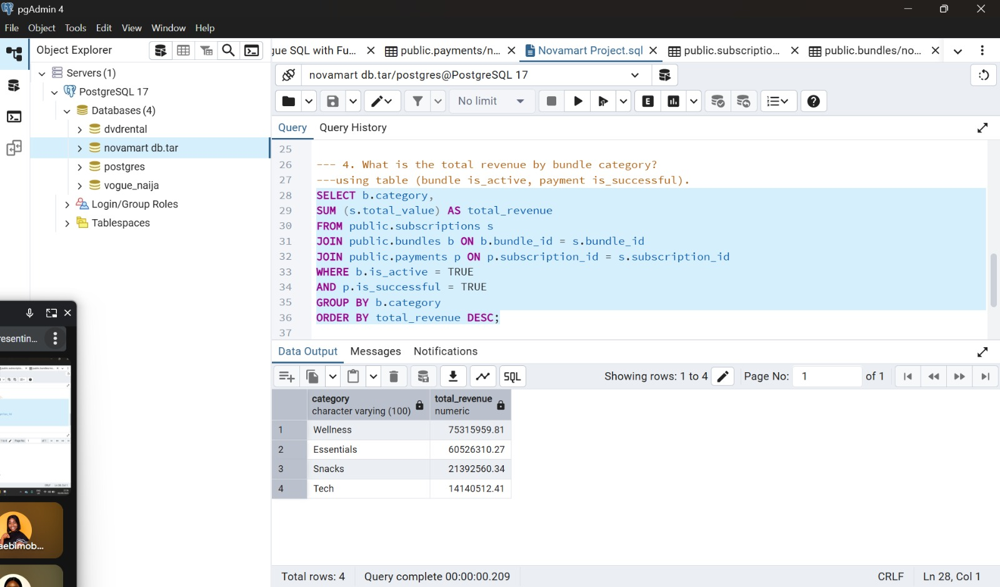 pgAdmin 4
File Object Tools Edit View Window Help
Object Explorer
gue SQL with Fu... public.payments/n... Novamart Project.sql public.subscriptio... public.bundles/no...
Servers (1)
PostgreSQL 17
Databases (4)
dvdrental
novamart db.tar
postgres
vogue_naija
Login/Group Roles
Tablespaces
novamart db.tar/postgres@PostgreSQL 17
No limit
E
Query Query History
25
26 --- 4. What is the total revenue by bundle category?
27 ---using table (bundle is_active, payment is_successful).
28 SELECT b.category,
29 SUM (s.total_value) AS total_revenue
30 FROM public.subscriptions s
31 JOIN public.bundles b ON b.bundle_id = s.bundle_id
32 JOIN public.payments p ON p.subscription_id = s.subscription_id
33 WHERE b.is_active = TRUE
34 AND p.is_successful = TRUE
35 GROUP BY b.category
36 ORDER BY total_revenue DESC;
37
resentin...
aebimob...
Data Output Messages Notifications
SQL Showing rows: 1 to 4 Page No: 1 of 1
category total_revenue
character varying (100) numeric
1 Wellness 75315959.81
2 Essentials 60526310.27
3 Snacks 21392560.34
4 Tech 14140512.41
Total rows: 4 Query complete 00:00:00.209 CRLF Ln 28, Col 1